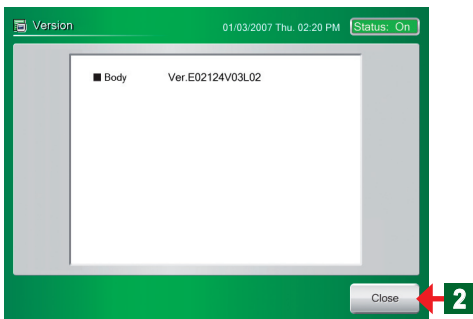 Version 01/03/2007 Thu. 02:20 PM Status: On
■ Body Ver.E02124V03L02
Close 2